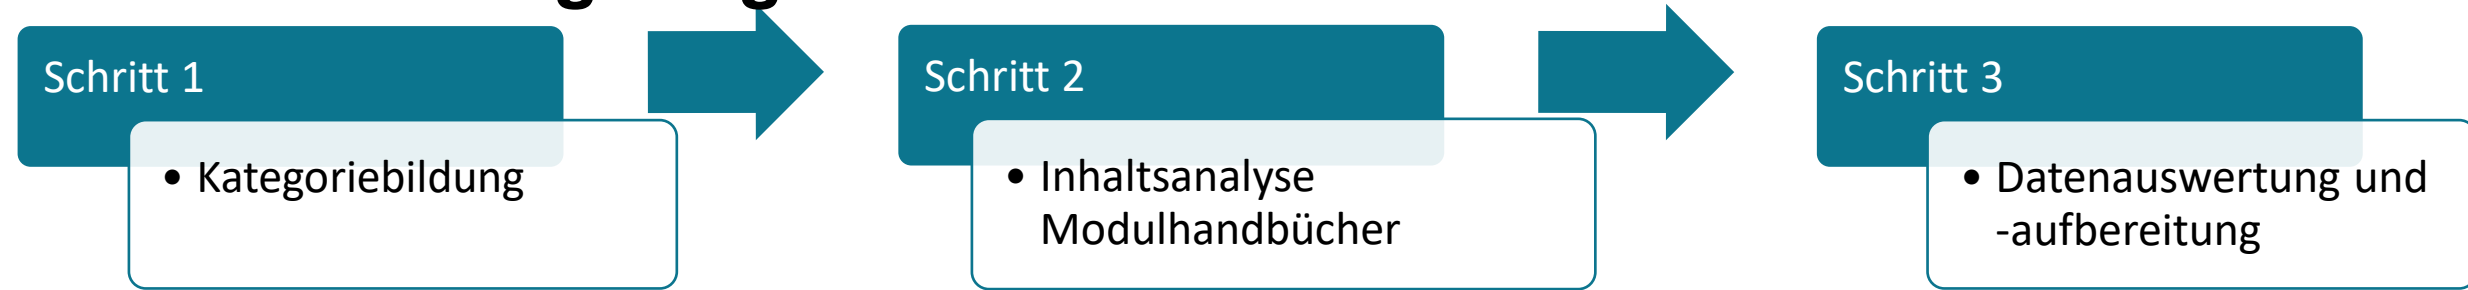 Schritt 1
• Kategoriebildung
Schritt 2
• Inhaltsanalyse
Modulhandbücher
Schritt 3
• Datenauswertung und
-aufbereitung